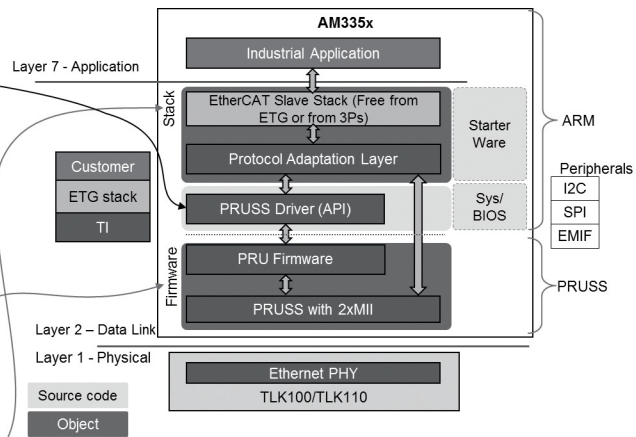 AM335x
Industrial Application
Layer 7 - Application
Stack
EtherCAT Slave Stack (Free from
ETG or from 3Ps)
Protocol Adaptation Layer
Starter
Ware
ARM
Customer
ETG stack
TI
PRUSS Driver (API)
Sys/
BIOS
Peripherals
I2C
SPI
EMIF
Firmware
PRU Firmware
PRUSS with 2xMII
PRUSS
Layer 2 – Data Link
Layer 1 - Physical
Ethernet PHY
TLK100/TLK110
Source code
Object